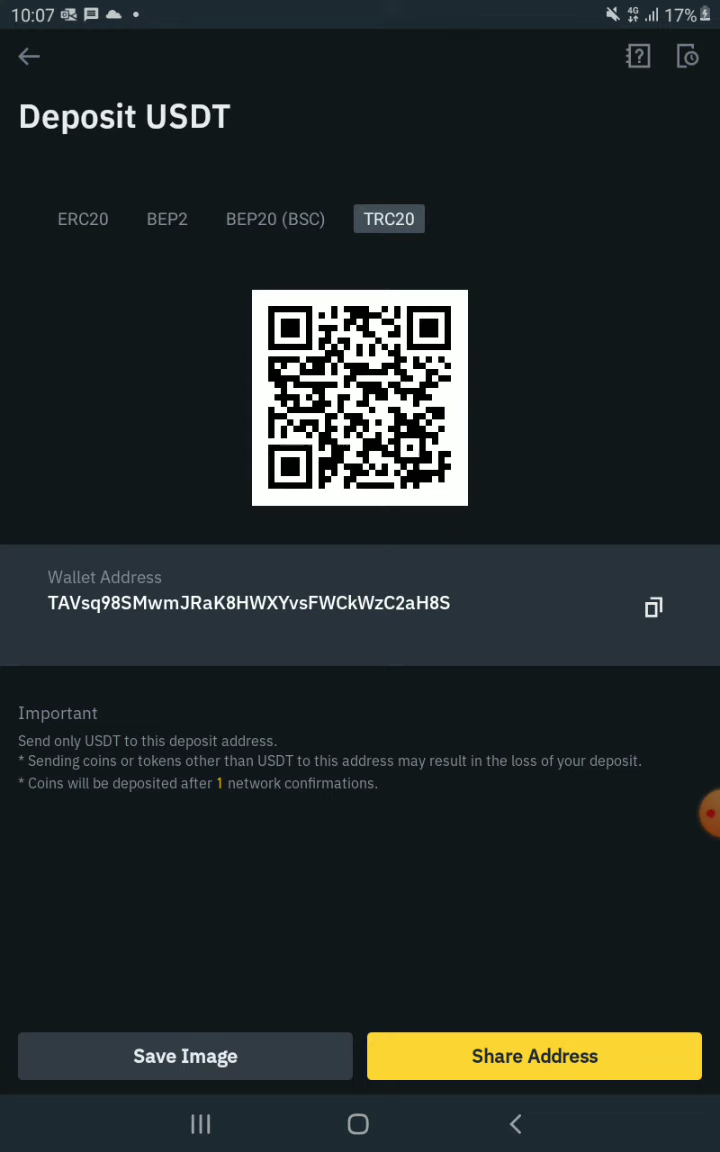 10:07
4G
17%
Deposit USDT
ERC20 BEP2 BEP20 (BSC) TRC20
Wallet Address
TAVsq98SMwmJRaK8HWXYvsFWCkWzC2aH8S
Important
Send only USDT to this deposit address.
* Sending coins or tokens other than USDT to this address may result in the loss of your deposit.
* Coins will be deposited after 1 network confirmations.
Save Image
Share Address